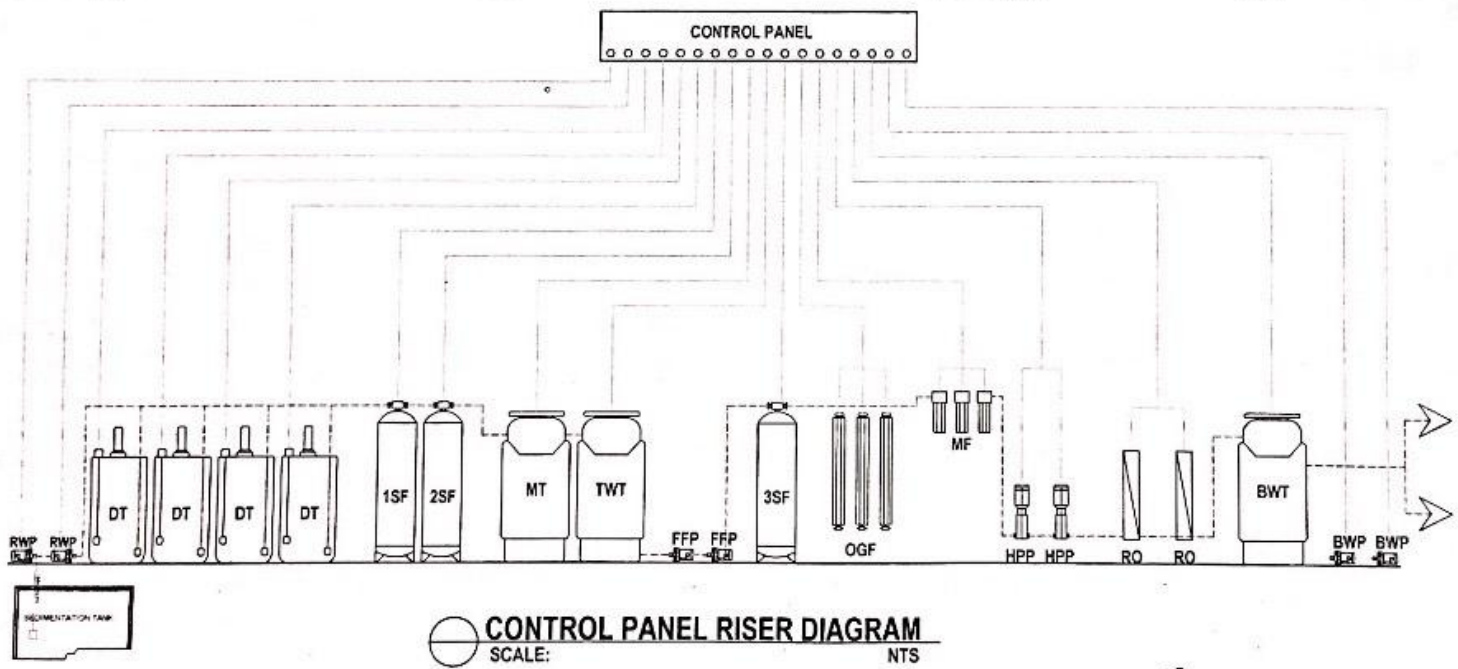 CONTROL PANEL
1SF
2SF
MT
TWT
3SF
MF
BWT
DT
DT
DT
DT
RWP
RWP
FFP
FFP
OGF
HPP
HPP
RO
RO
BWP
BWP
SEDIMENTATION TANK
CONTROL PANEL RISER DIAGRAM
SCALE: NTS